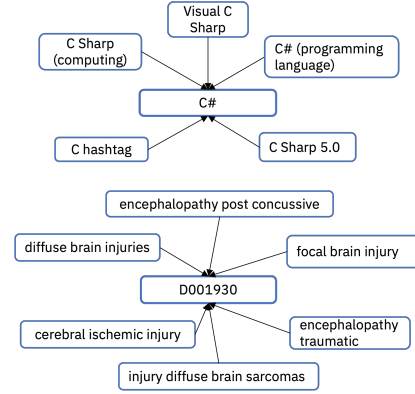 Visual C
Sharp
C Sharp
(computing)
C# (programming
language)
C#
C hashtag
C Sharp 5.0
encephalopathy post concussive
diffuse brain injuries
focal brain injury
D001930
cerebral ischemic injury
encephalopathy
traumatic
injury diffuse brain sarcomas